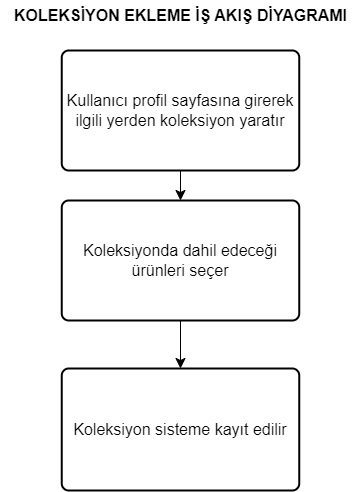 KOLEKSİYON EKLEME İŞ AKIŞ DİYAGRAMI
Kullanıcı profil sayfasına girerek
ilgili yerden koleksiyon yaratır
Koleksiyonda dahil edeceği
ürünleri seçer
Koleksiyon sisteme kayıt edilir